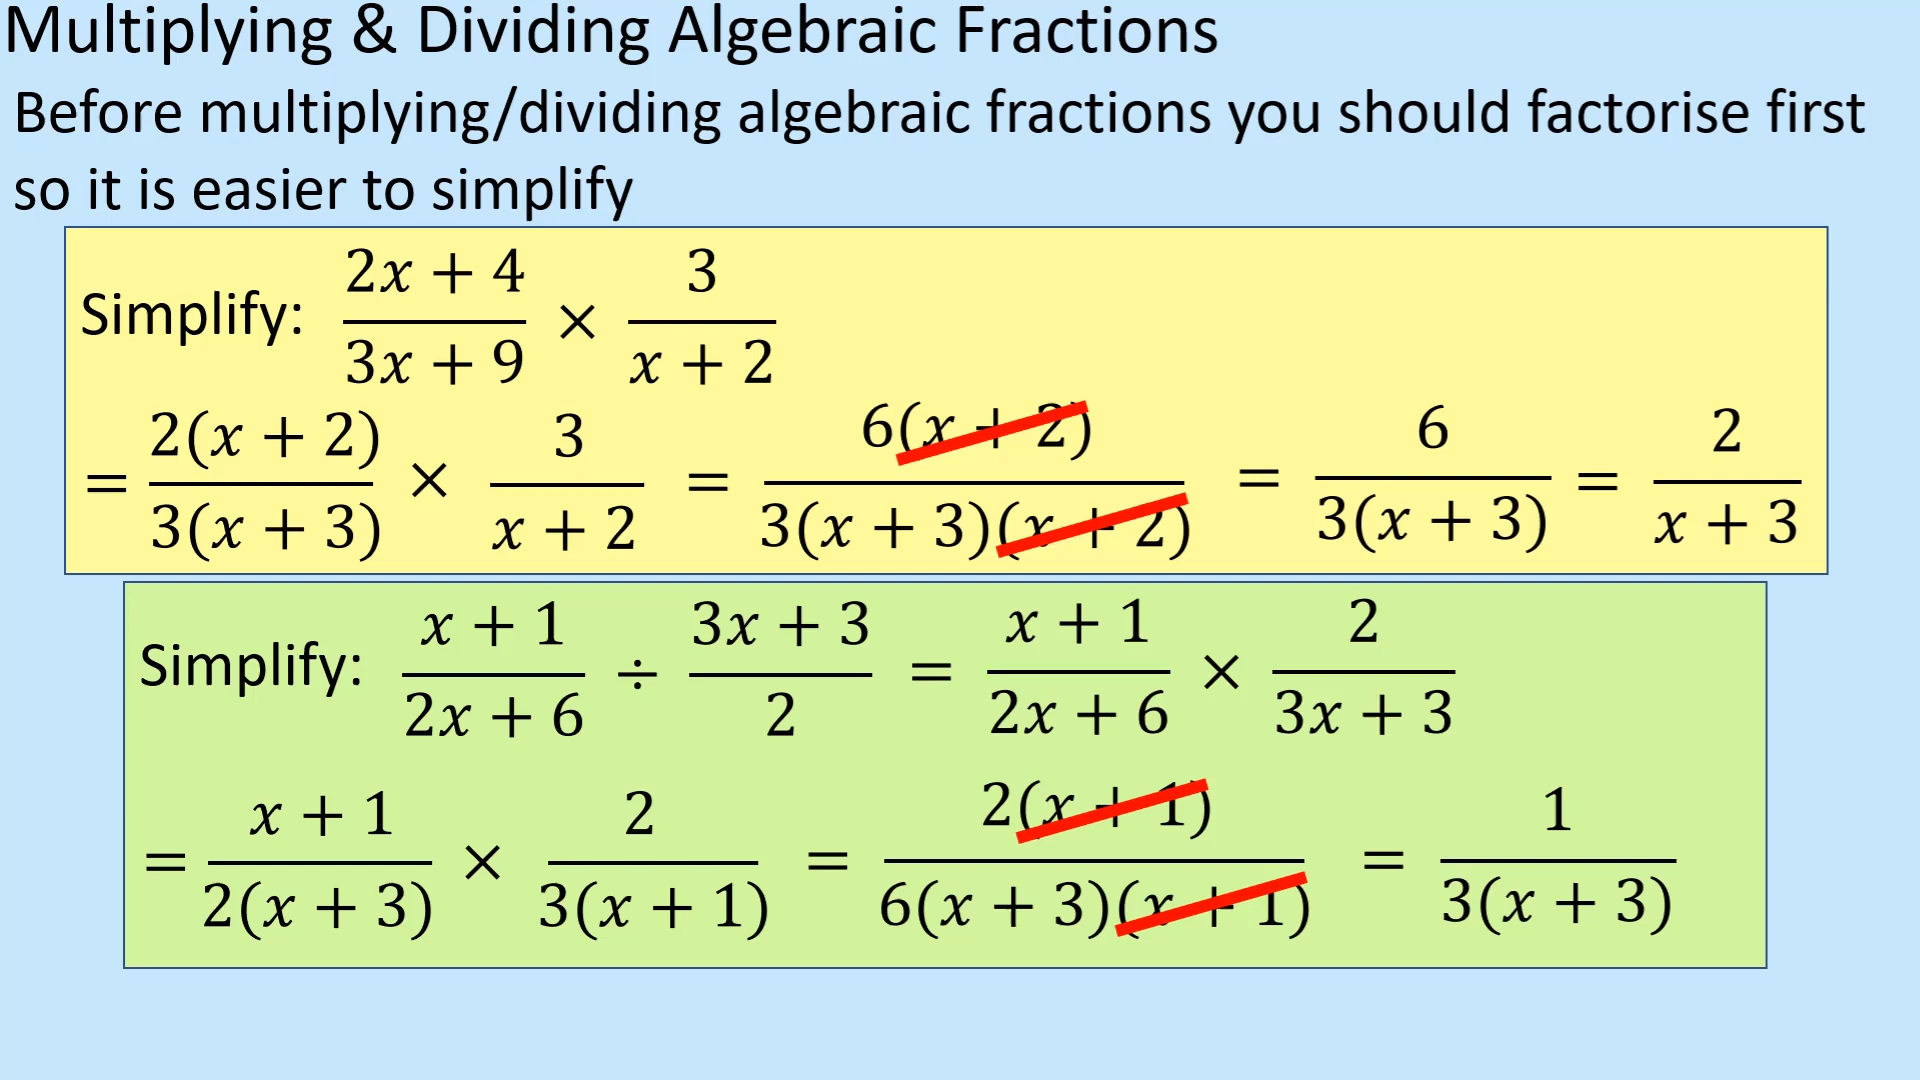 Multiplying & Dividing Algebraic Fractions
Before multiplying/dividing algebraic fractions you should factorise first
so it is easier to simplify
Simplify: (2x + 4)/(3x + 9) × 3/(x + 2)
= 2(x + 2)/3(x + 3) × 3/(x + 2) = 6(x + 2)/3(x + 3)(x + 2) = 6/3(x + 3) = 2/(x + 3)
Simplify: (x + 1)/(2x + 6) ÷ (3x + 3)/2 = (x + 1)/(2x + 6) × 2/(3x + 3)
= (x + 1)/2(x + 3) × 2/3(x + 1) = 2(x + 1)/6(x + 3)(x + 1) = 1/3(x + 3)